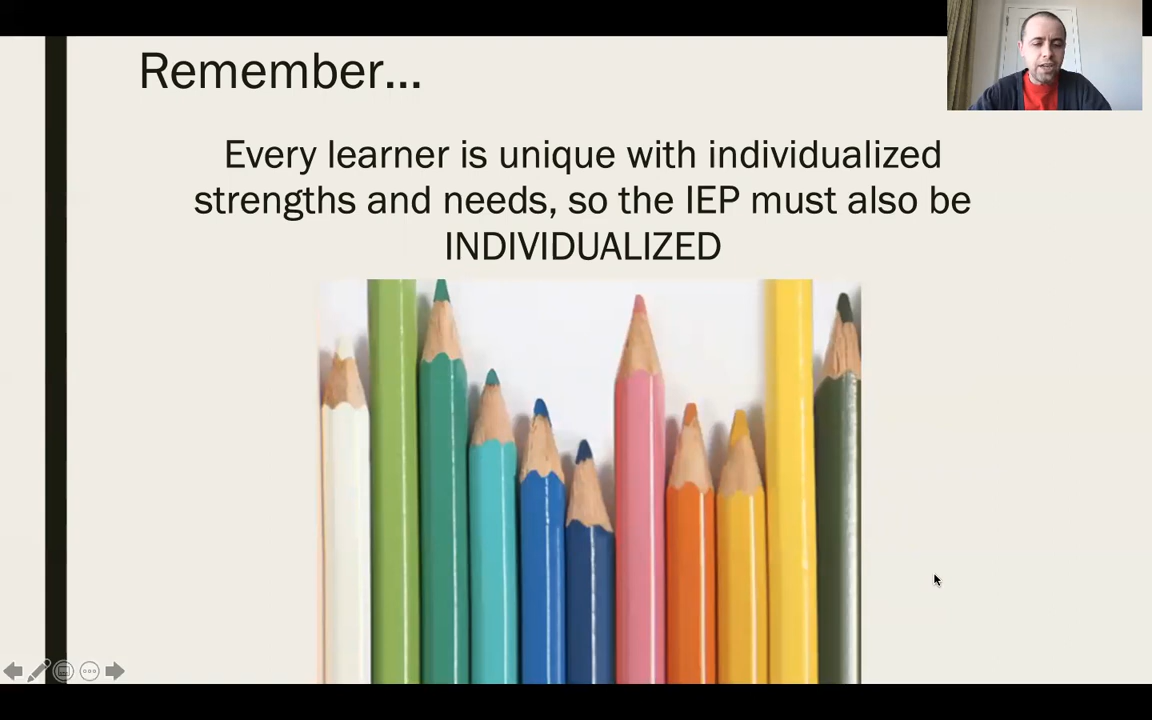 Remember...
Every learner is unique with individualized
strengths and needs, so the IEP must also be
INDIVIDUALIZED